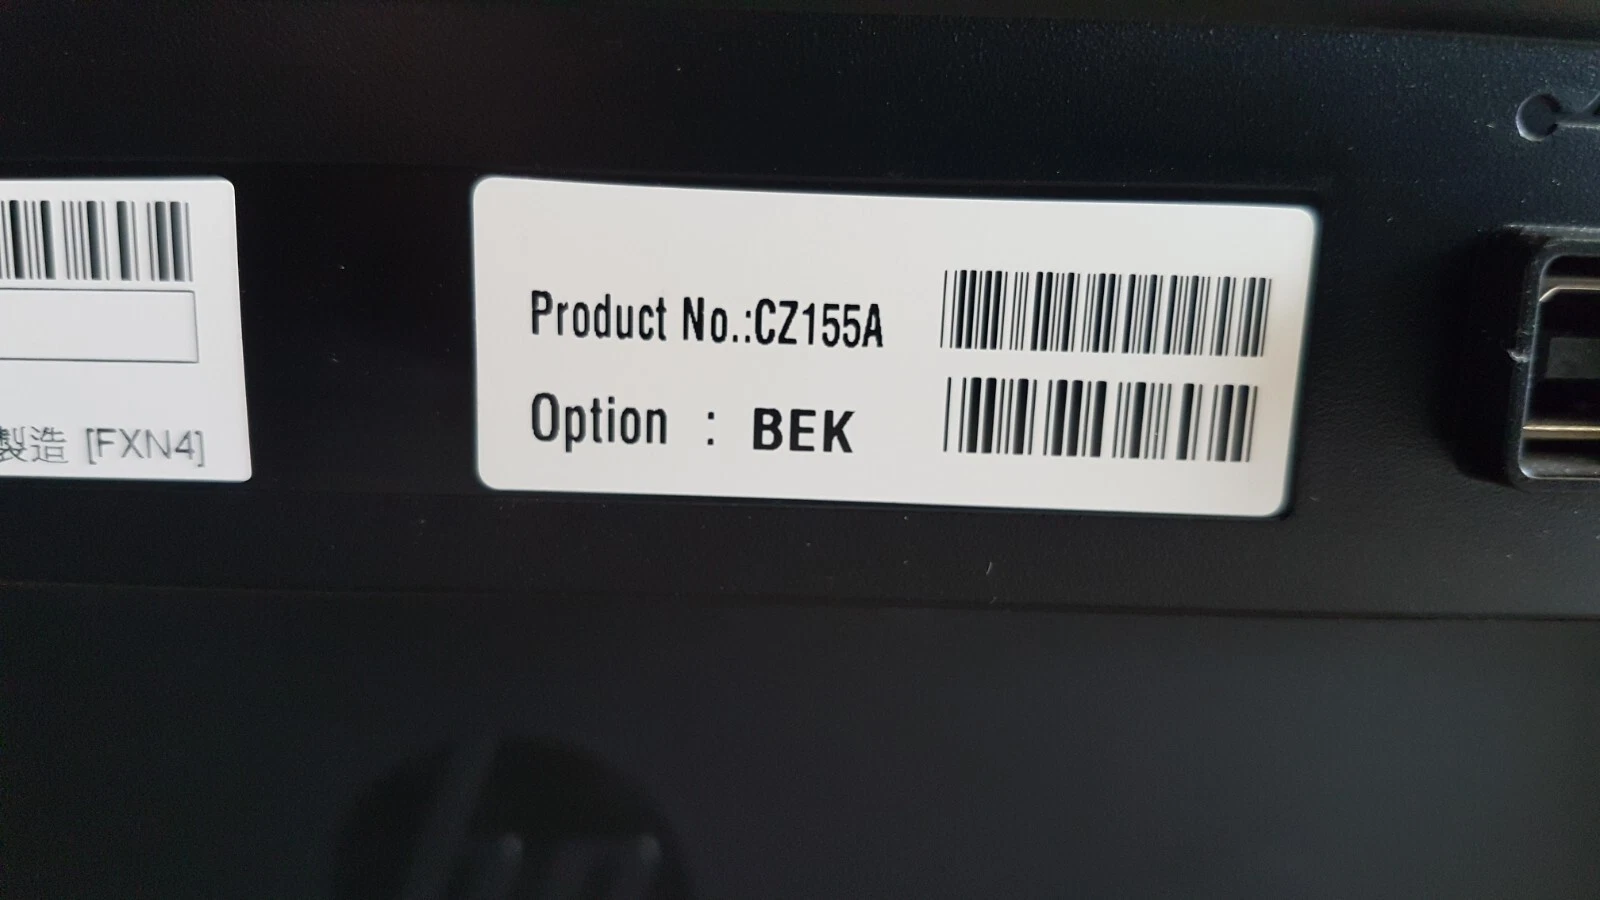 製造 [FXN4]
Product No.:CZ155A
Option : BEK